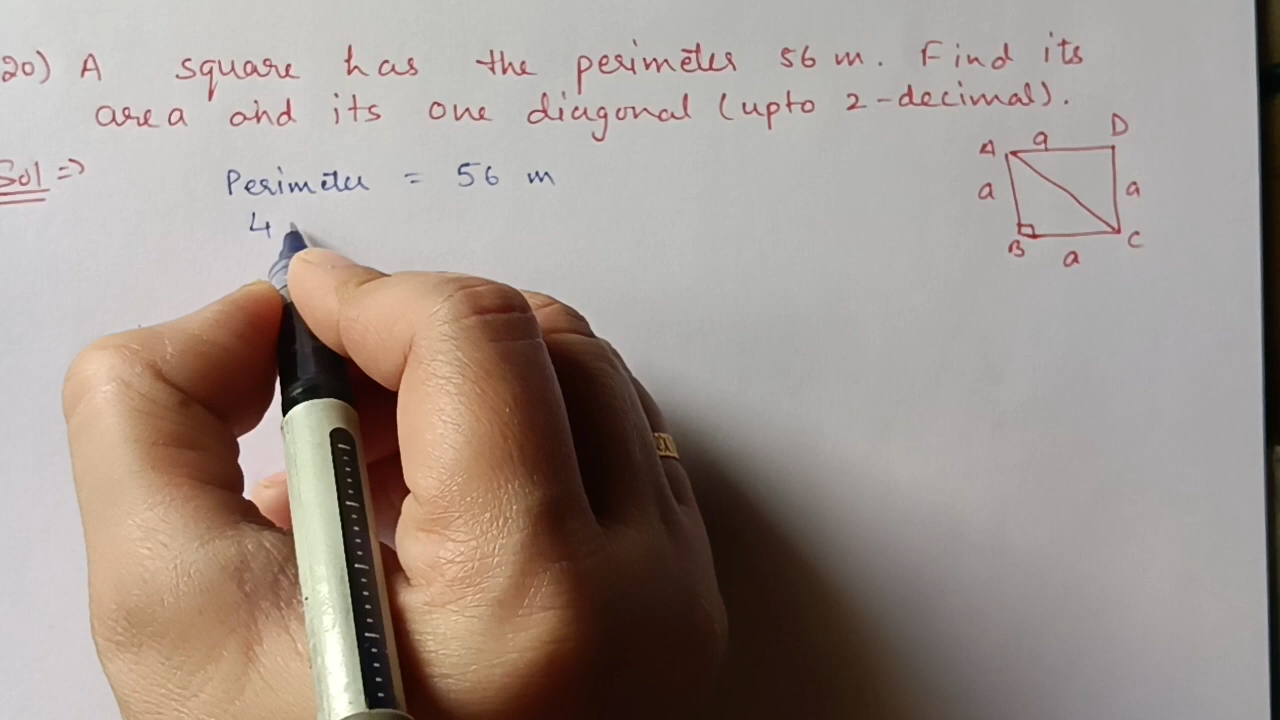 20) A square has the perimeter 56 m. Find its
area and its one diagonal (upto 2-decimal).
Sol =>
Perimeter = 56 m
4
A a D
a a
B a C